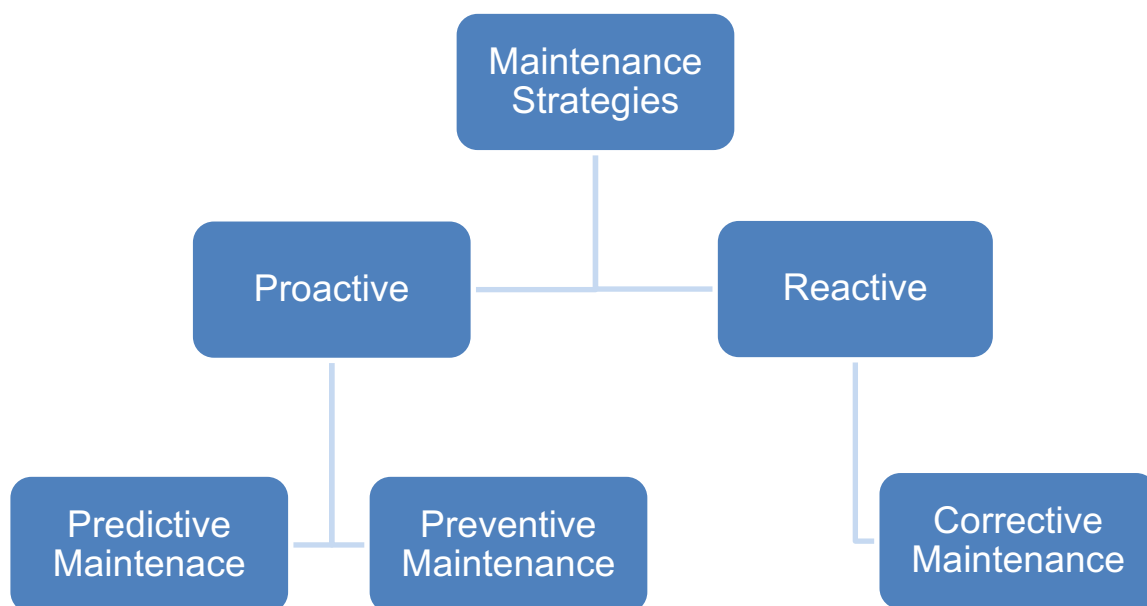 Maintenance
Strategies
Proactive
Reactive
Predictive
Maintenace
Preventive
Maintenance
Corrective
Maintenance